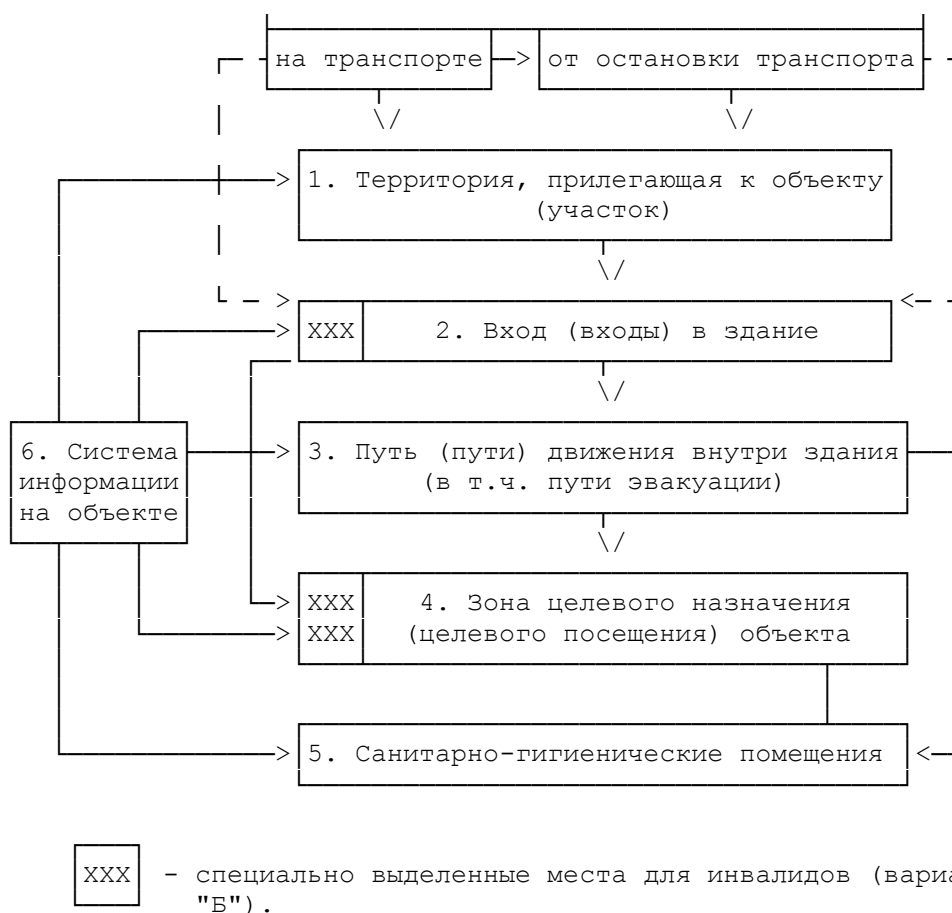 на транспорте от остановки транспорта
1. Территория, прилегающая к объекту
(участок)
XXX 2. Вход (входы) в здание
6. Система
информации
на объекте
3. Путь (пути) движения внутри здания
(в т.ч. пути эвакуации)
XXX 4. Зона целевого назначения
XXX (целевого посещения) объекта
5. Санитарно-гигиенические помещения
XXX - специально выделенные места для инвалидов (вариа
"Б").